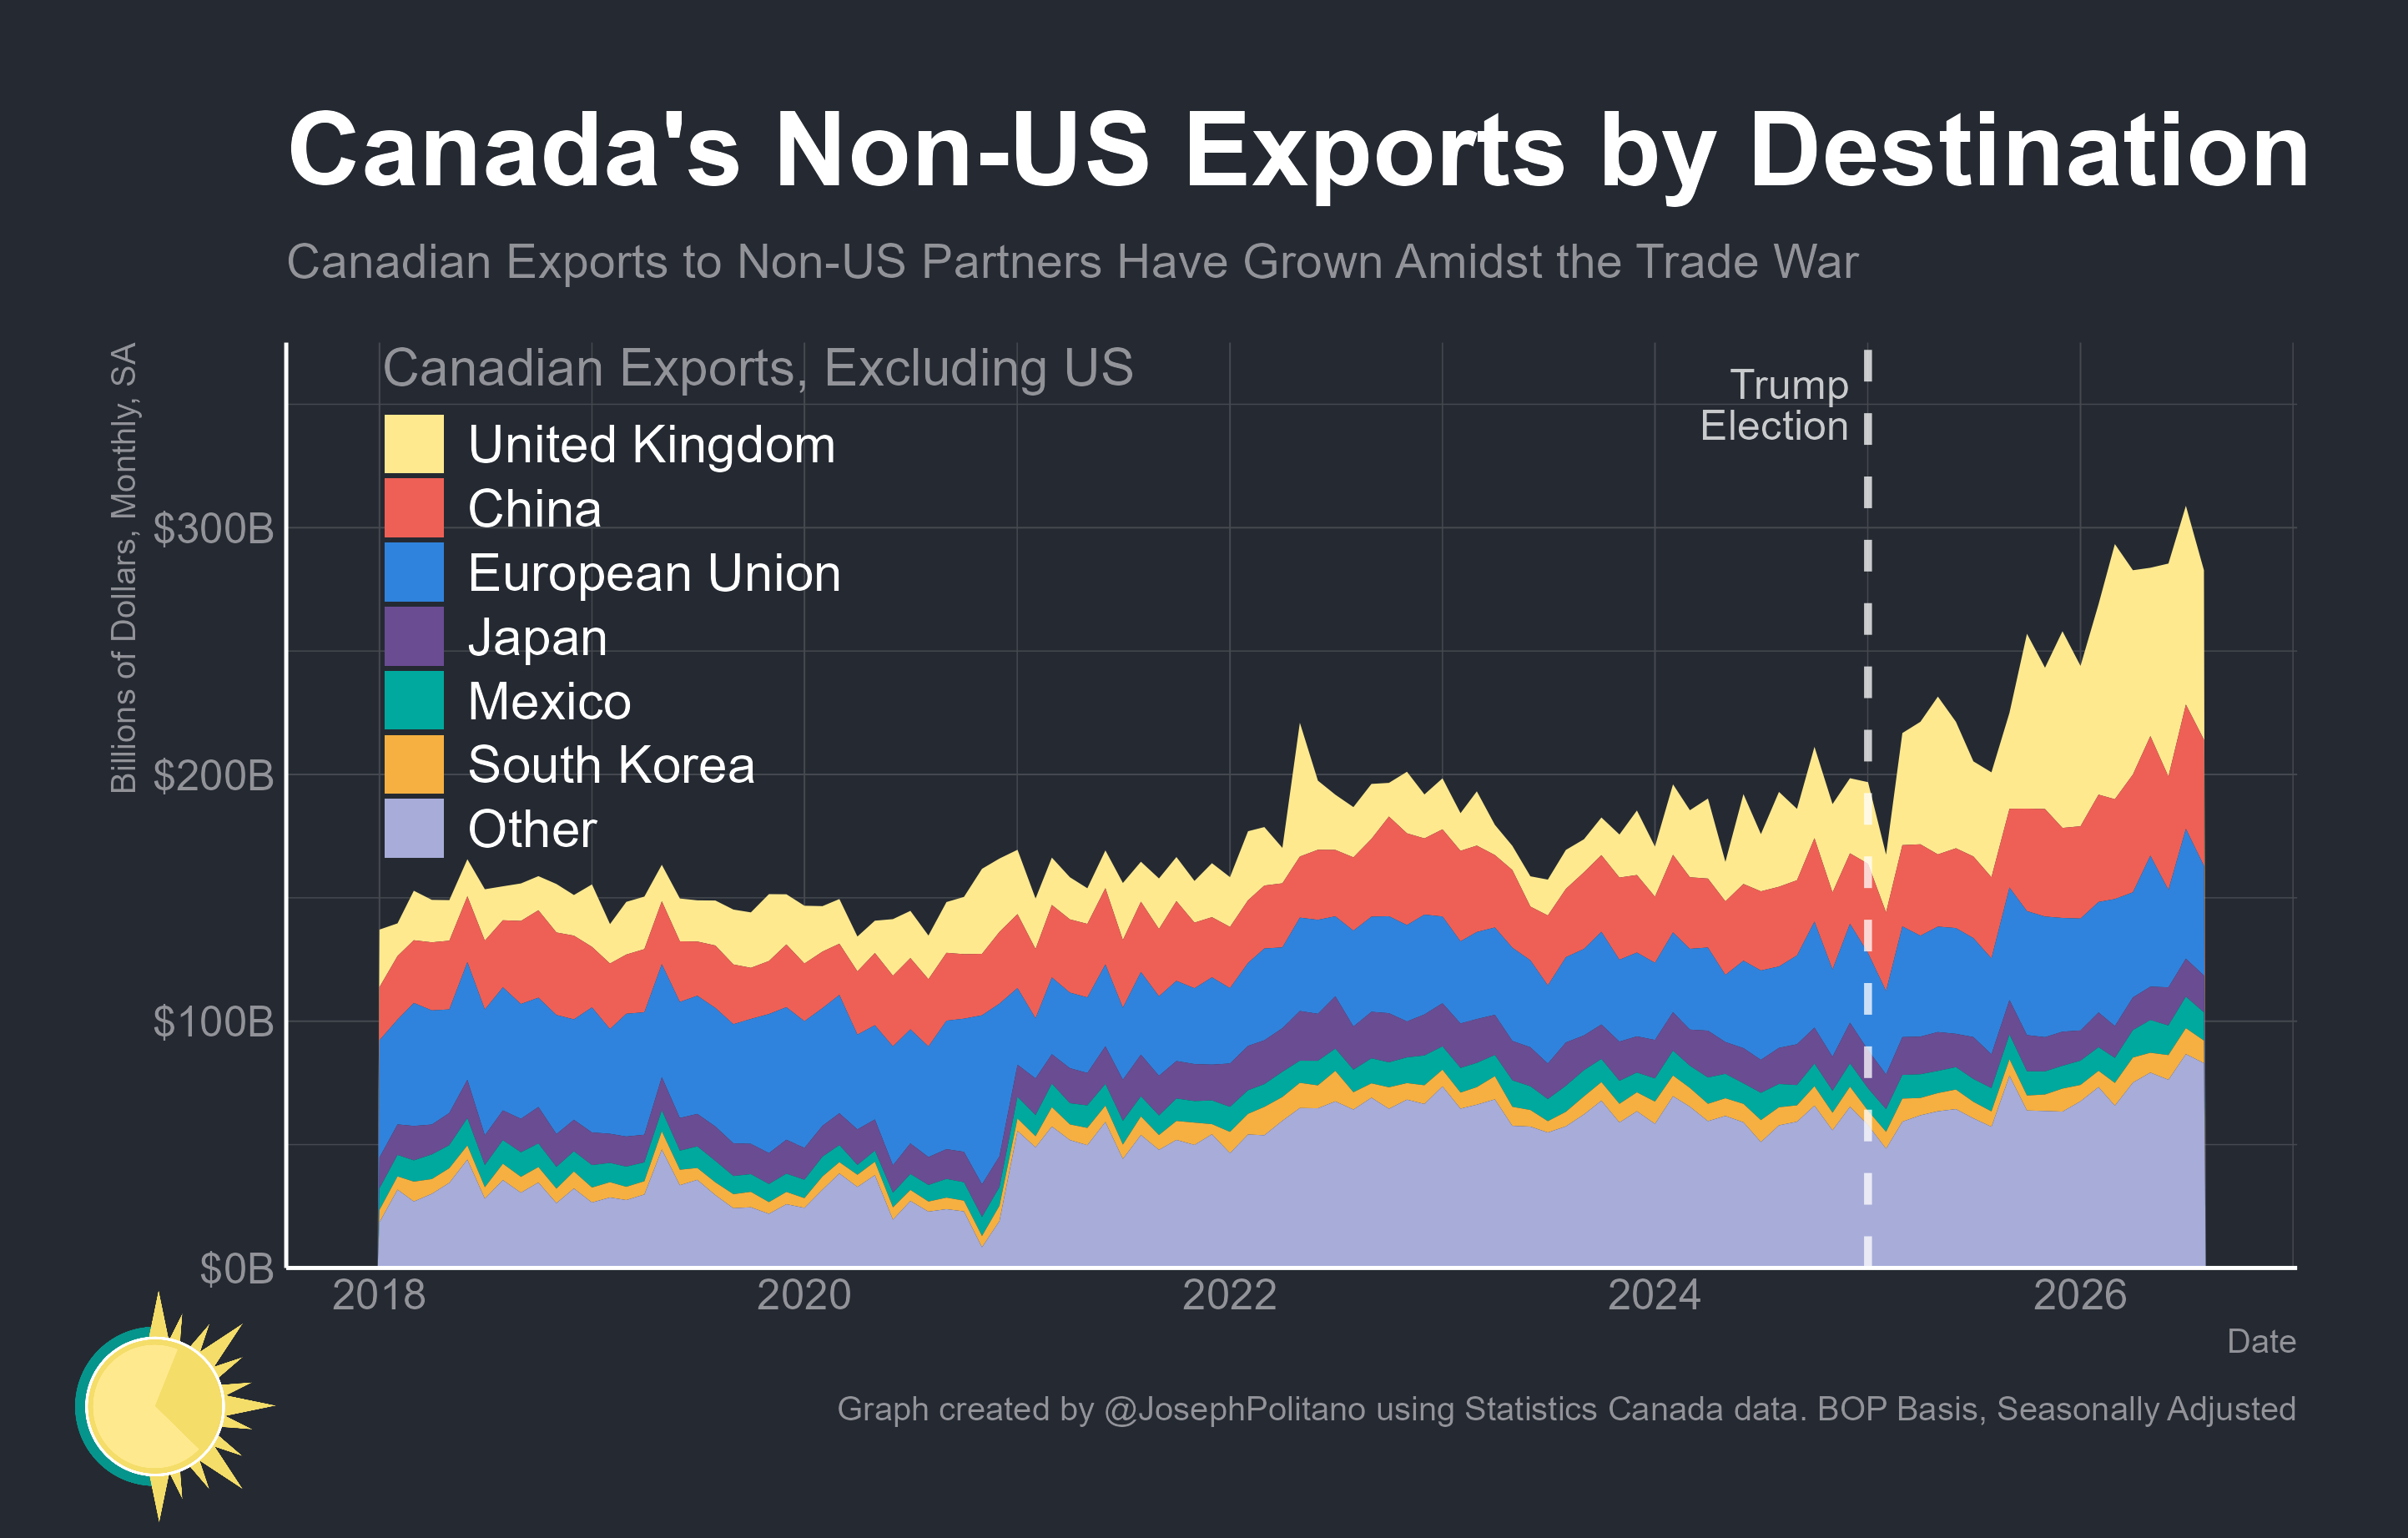 Canada's Non-US Exports by Destination
Canadian Exports to Non-US Partners Have Grown Amidst the Trade War
Billions of Dollars, Monthly, SA
Canadian Exports, Excluding US
United Kingdom
China
European Union
Japan
Mexico
South Korea
Other
Trump
Election
$300B
$200B
$100B
$0B
2018
2020
2022
2024
2026
Date
Graph created by @JosephPolitano using Statistics Canada data. BOP Basis, Seasonally Adjusted